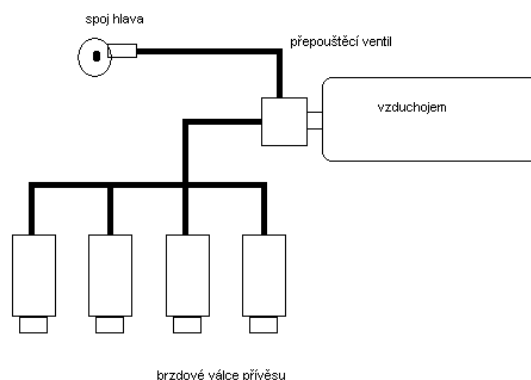 spoj hlava
přepouštěcí ventil
vzduchojem
brzdové válce přívěsu